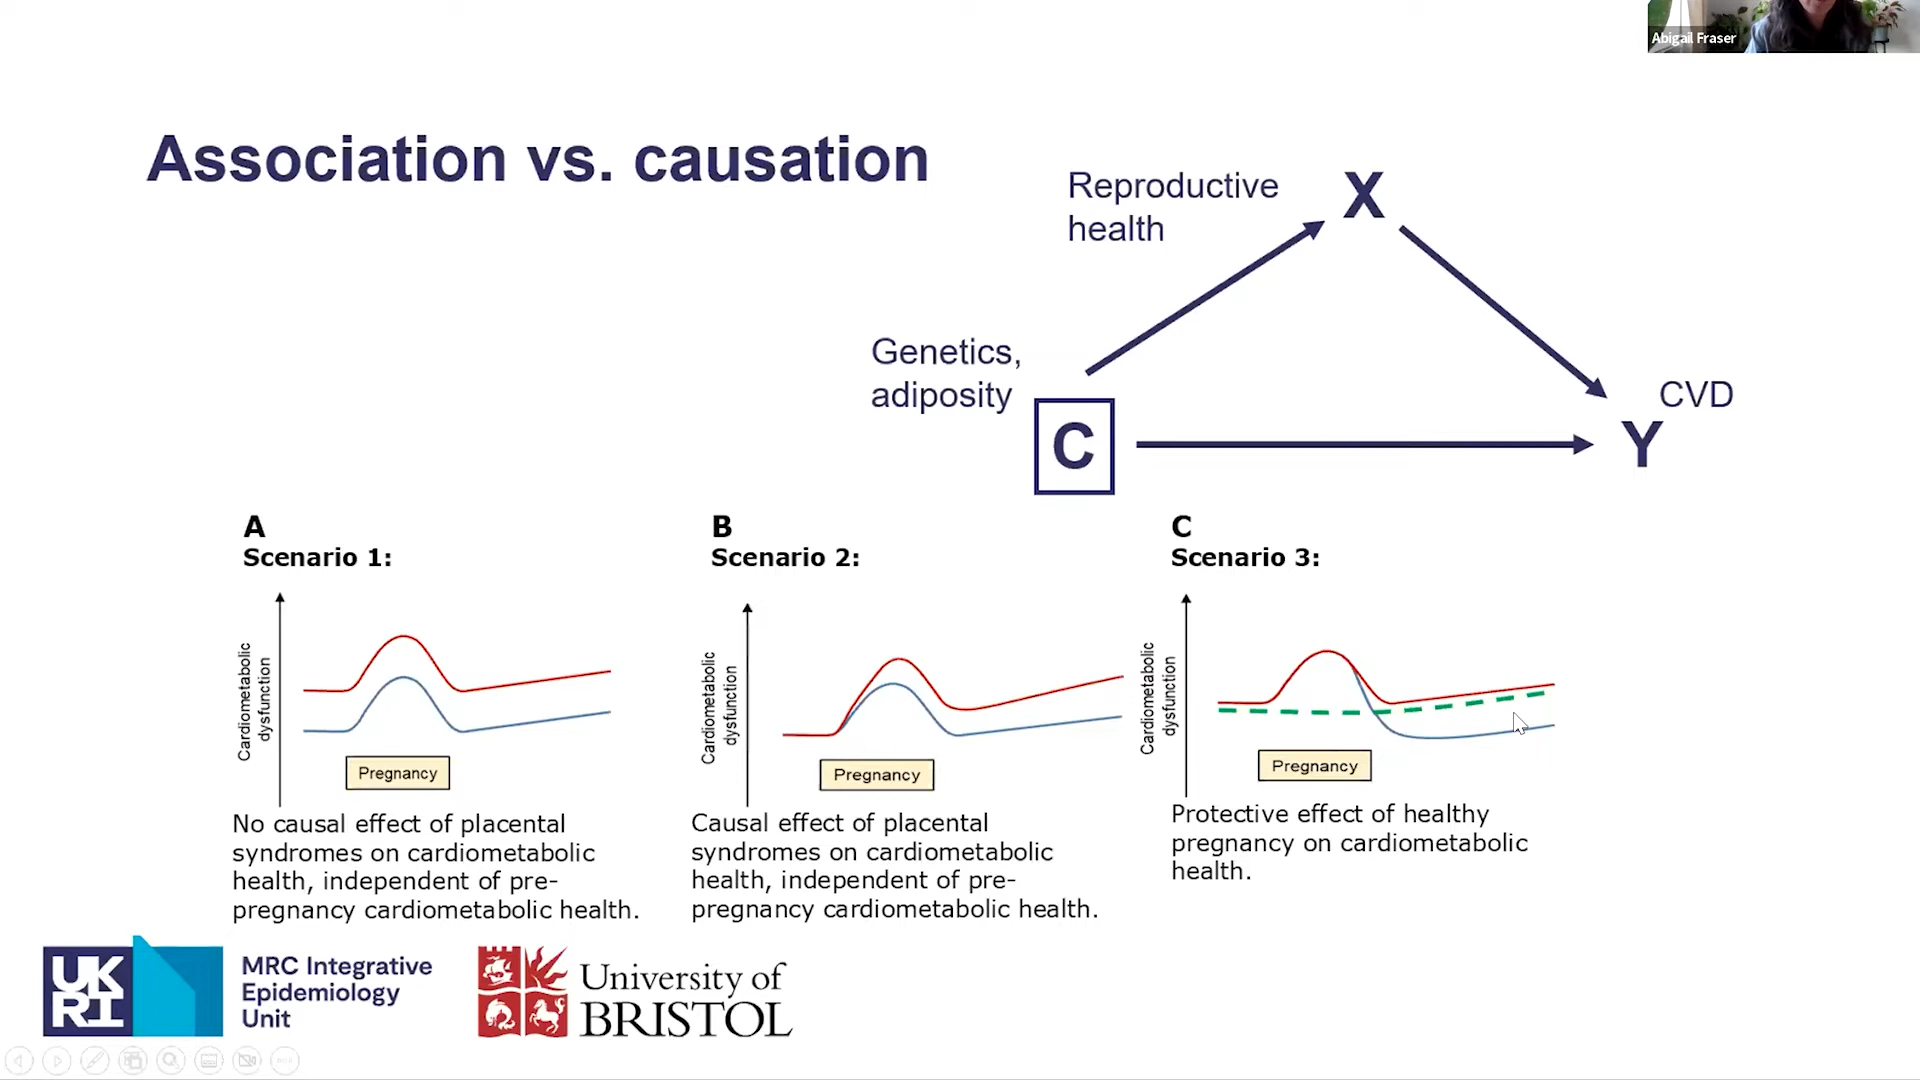 Abigail Fraser
Association vs. causation
Reproductive
health
X
Genetics,
adiposity
C
CVD
Y
A
Scenario 1:
Cardiometabolic
dysfunction
Pregnancy
No causal effect of placental
syndromes on cardiometabolic
health, independent of pre-
pregnancy cardiometabolic health.
B
Scenario 2:
Cardiometabolic
dysfunction
Pregnancy
Causal effect of placental
syndromes on cardiometabolic
health, independent of pre-
pregnancy cardiometabolic health.
C
Scenario 3:
Cardiometabolic
dysfunction
Pregnancy
Protective effect of healthy
pregnancy on cardiometabolic
health.
UK
RI
MRC Integrative
Epidemiology
Unit
University of
BRISTOL